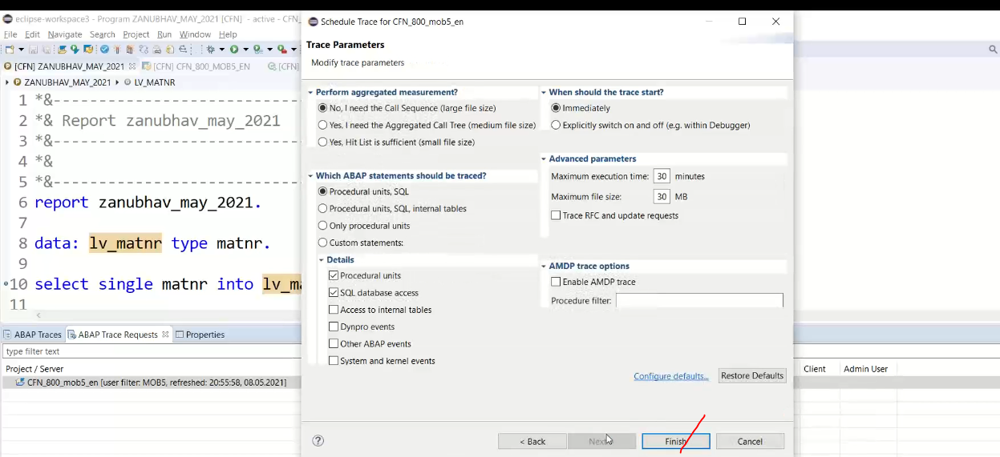 eclipse-workspace3 - Program ZANUBHAV_MAY_2021 [CFN] - active - CFN_
File Edit Navigate Search Project Run Window Help
[CFN] ZANUBHAV_MAY_2021 [CFN] CFN_800_MOB5_EN [CFN]
ZANUBHAV_MAY_2021 LV_MATNR
1 *&---------------------------
2 *& Report zanubhav_may_2021
3 *&---------------------------
4 *&
5 *&---------------------------
6 report zanubhav_may_2021.
7
8 data: lv_matnr type matnr.
9
10 select single matnr into lv_ma
11
ABAP Traces ABAP Trace Requests Properties
type filter text
Project / Server
CFN_800_mob5_en [user filter: MOB5, refreshed: 20:55:58, 08.05.2021]
Client Admin User
Schedule Trace for CFN_800_mob5_en
Trace Parameters
Modify trace parameters
Perform aggregated measurement?
No, I need the Call Sequence (large file size)
Yes, I need the Aggregated Call Tree (medium file size)
Yes, Hit List is sufficient (small file size)
Which ABAP statements should be traced?
Procedural units, SQL
Procedural units, SQL, internal tables
Only procedural units
Custom statements:
Details
Procedural units
SQL database access
Access to internal tables
Dynpro events
Other ABAP events
System and kernel events
When should the trace start?
Immediately
Explicitly switch on and off (e.g. within Debugger)
Advanced parameters
Maximum execution time: 30 minutes
Maximum file size: 30 MB
Trace RFC and update requests
AMDP trace options
Enable AMDP trace
Procedure filter:
Configure defaults... Restore Defaults
< Back Next Finish Cancel